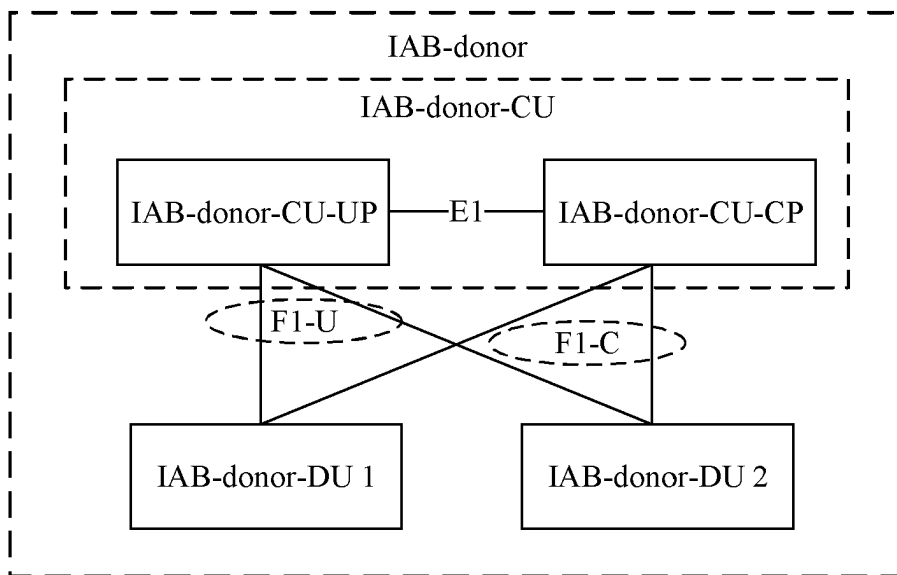 IAB-donor
IAB-donor-CU
IAB-donor-CU-UP
E1
IAB-donor-CU-CP
F1-U
F1-C
IAB-donor-DU 1
IAB-donor-DU 2